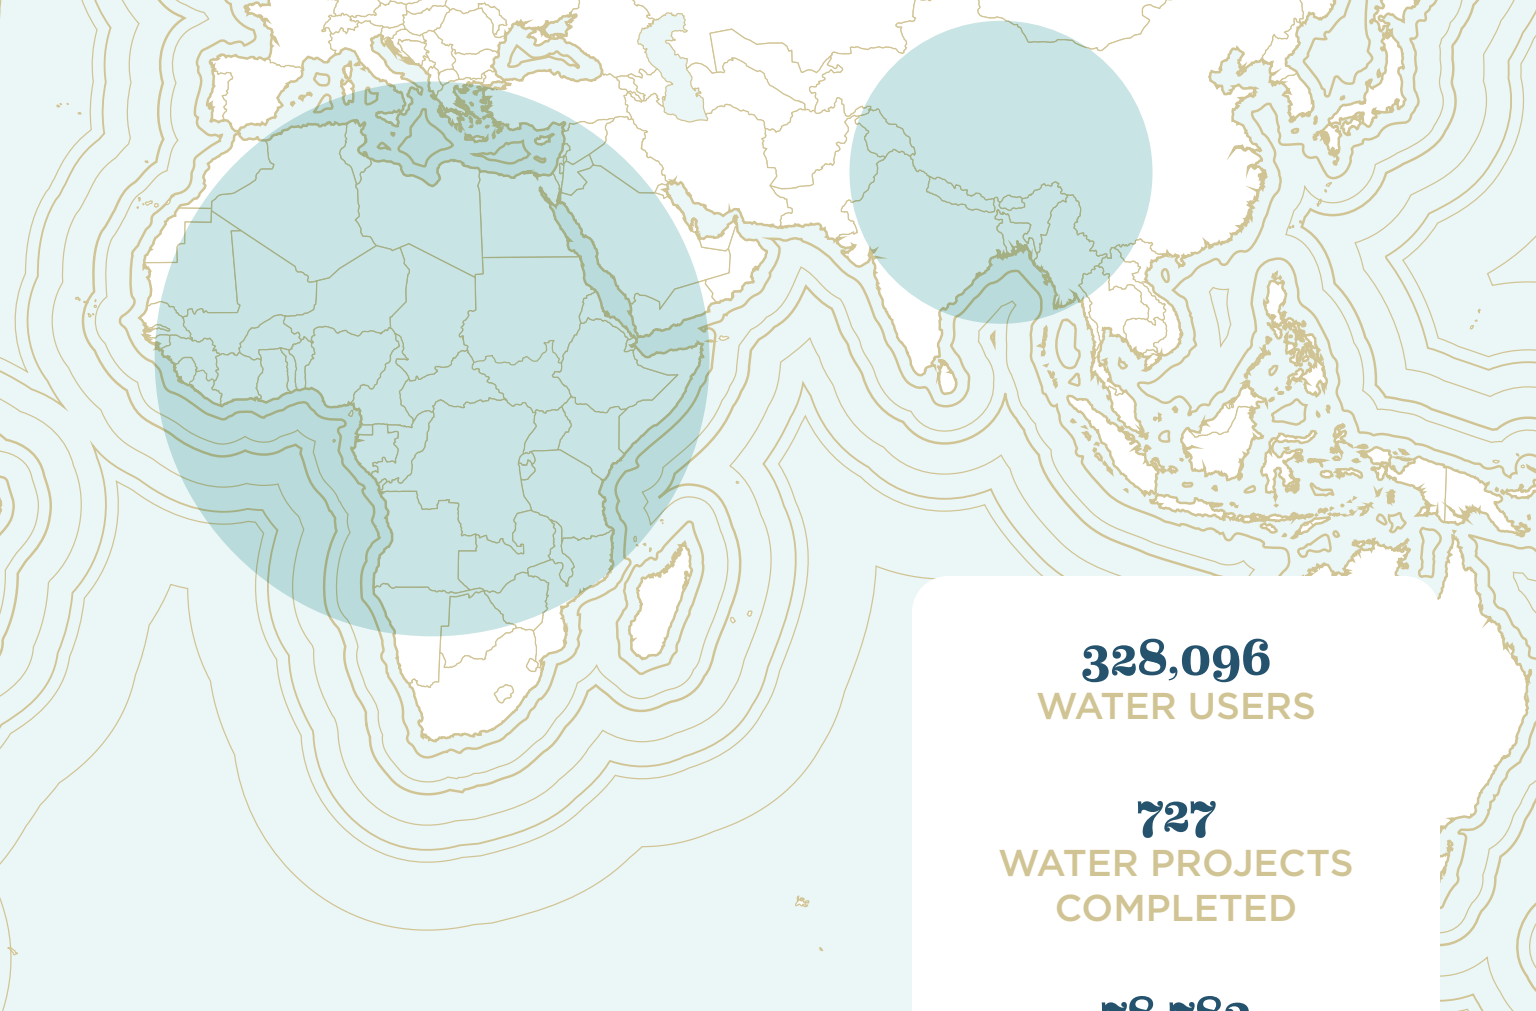 328,096
WATER USERS
727
WATER PROJECTS
COMPLETED